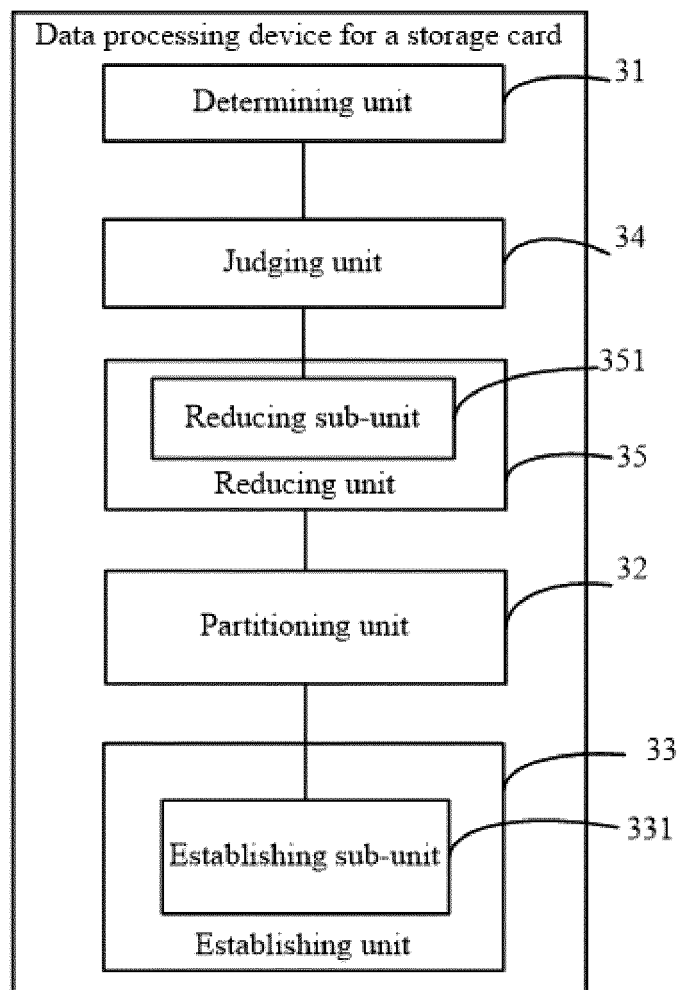 Data processing device for a storage card
Determining unit
31
Judging unit
34
Reducing sub-unit
351
Reducing unit
35
Partitioning unit
32
33
Establishing sub-unit
331
Establishing unit